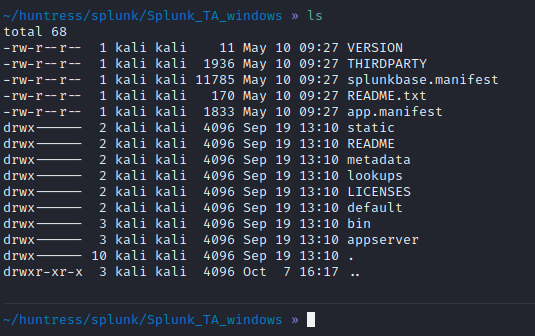 ~/huntress/splunk/Splunk_TA_windows » ls
total 68
-rw-r--r--  1 kali kali    11 May 10 09:27 VERSION
-rw-r--r--  1 kali kali  1936 May 10 09:27 THIRDPARTY
-rw-r--r--  1 kali kali 11785 May 10 09:27 splunkbase.manifest
-rw-r--r--  1 kali kali   170 May 10 09:27 README.txt
-rw-r--r--  1 kali kali  1833 May 10 09:27 app.manifest
drwx------  2 kali kali  4096 Sep 19 13:10 static
drwx------  2 kali kali  4096 Sep 19 13:10 README
drwx------  2 kali kali  4096 Sep 19 13:10 metadata
drwx------  2 kali kali  4096 Sep 19 13:10 lookups
drwx------  2 kali kali  4096 Sep 19 13:10 LICENSES
drwx------  2 kali kali  4096 Sep 19 13:10 default
drwx------  3 kali kali  4096 Sep 19 13:10 bin
drwx------  3 kali kali  4096 Sep 19 13:10 appserver
drwx------ 10 kali kali  4096 Sep 19 13:10 .
drwxr-xr-x  3 kali kali  4096 Oct  7 16:17 ..
~/huntress/splunk/Splunk_TA_windows »